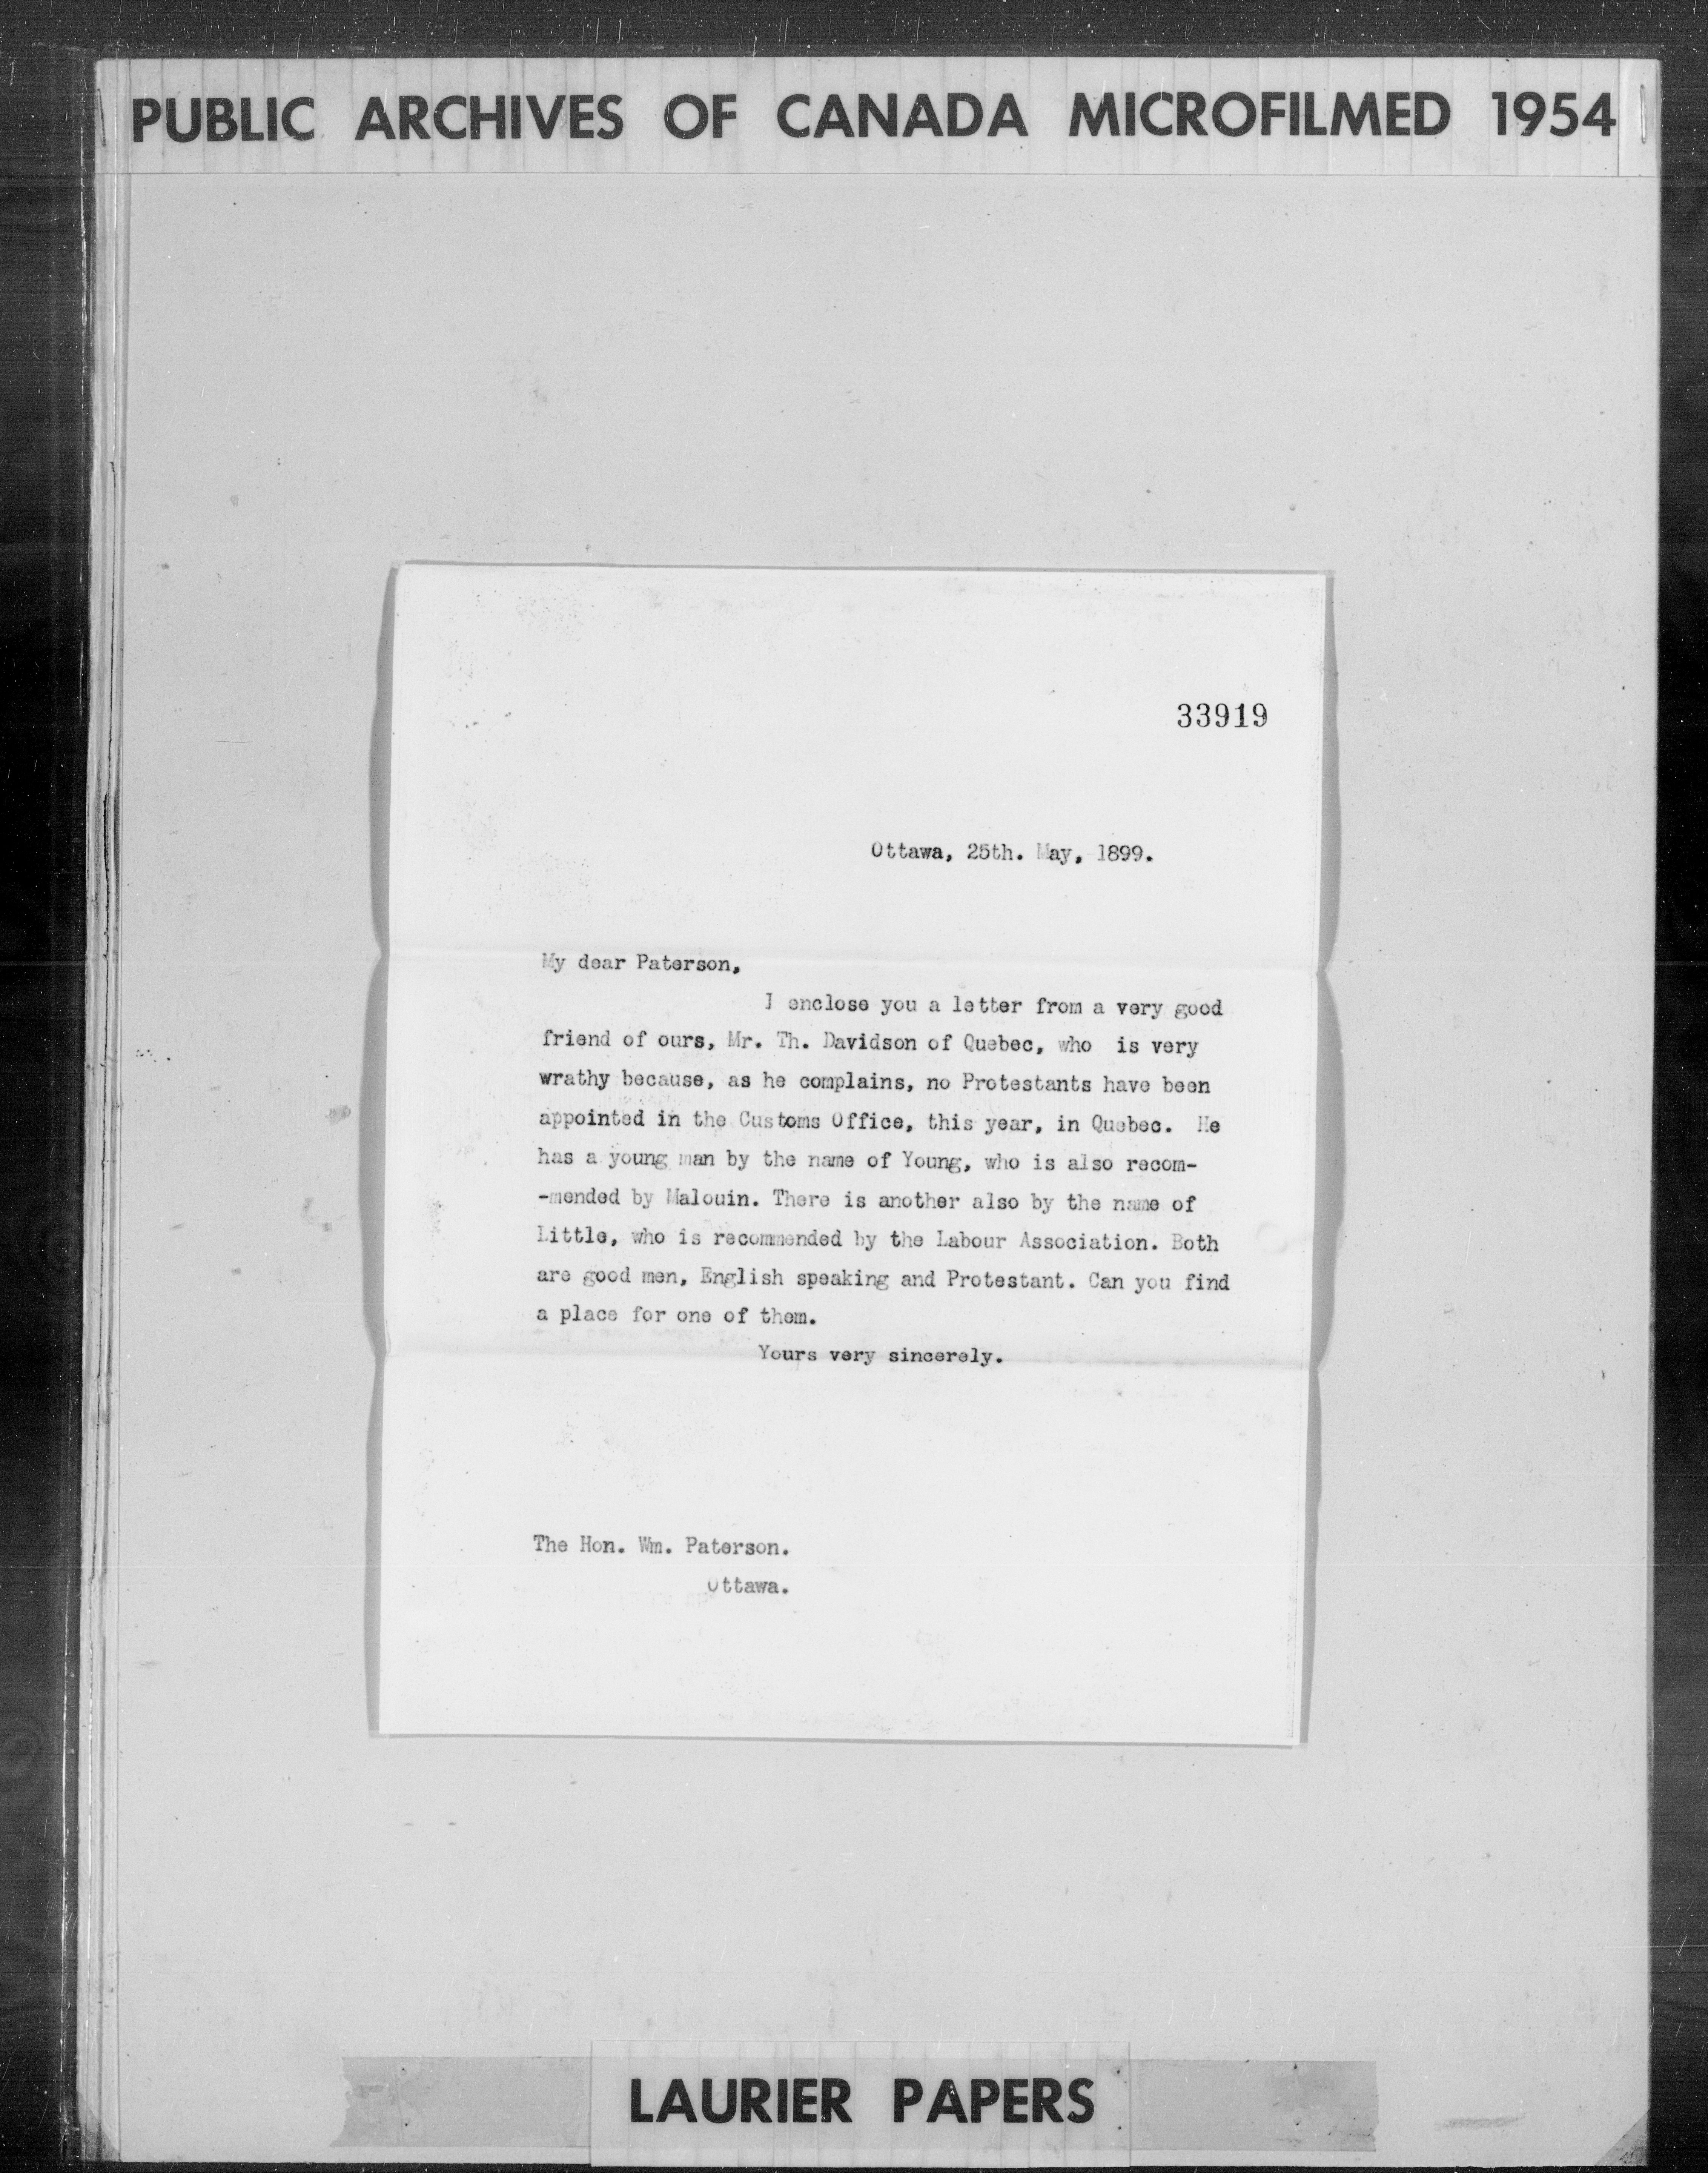 PUBLIC ARCHIVES OF CANADA MICROFILMED 1954
33919
Ottawa, 25th. May, 1899.
My dear Paterson,
I enclose you a letter from a very good
friend of ours, Mr. Th. Davidson of Quebec, who is very
wrathy because, as he complains, no Protestants have been
appointed in the Customs Office, this year, in Quebec. He
has a young man by the name of Young, who is also recom-
-mended by Malouin. There is another also by the name of
Little, who is recommended by the Labour Association. Both
are good men, English speaking and Protestant. Can you find
a place for one of them.
Yours very sincerely.
The Hon. Wm. Paterson.
Ottawa.
LAURIER PAPERS